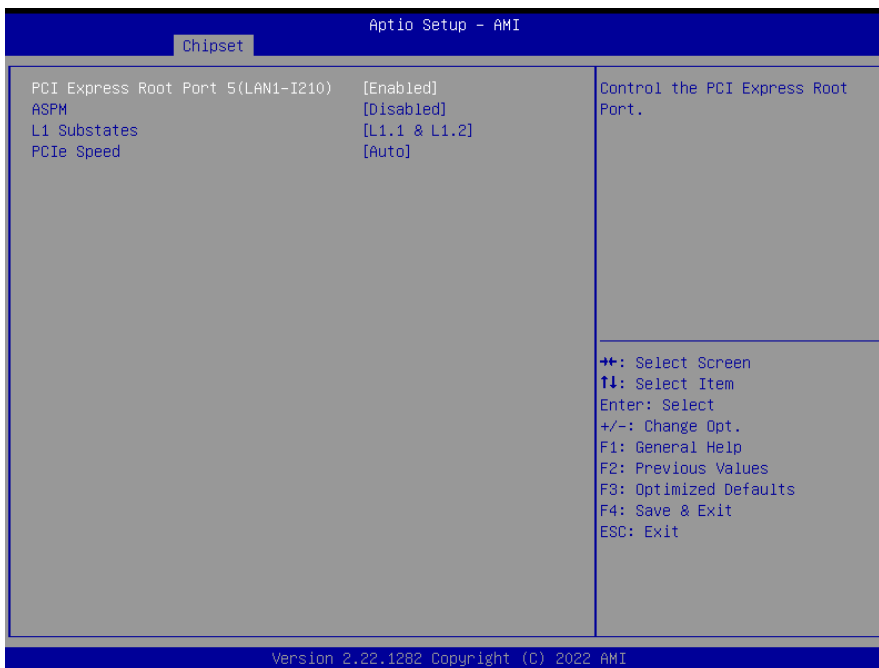 Aptio Setup – AMI
Chipset
PCI Express Root Port 5(LAN1-I210) [Enabled]
ASPM [Disabled]
L1 Substates [L1.1 & L1.2]
PCIe Speed [Auto]
Control the PCI Express Root
Port.
→←: Select Screen
↑↓: Select Item
Enter: Select
+/-: Change Opt.
F1: General Help
F2: Previous Values
F3: Optimized Defaults
F4: Save & Exit
ESC: Exit
Version 2.22.1282 Copyright (C) 2022 AMI